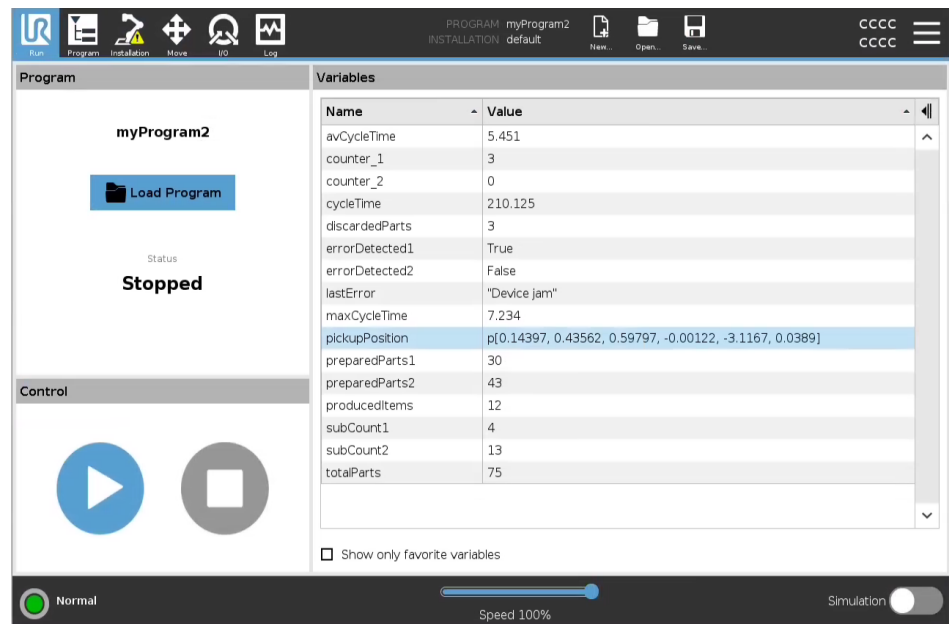 UR
PROGRAM myProgram2
INSTALLATION default
CCCC
CCCC
Run Program Installation Move I/O Log New... Open... Save...
Program
myProgram2
Load Program
Status
Stopped
Control
Variables
Name Value
avCycleTime 5.451
counter_1 3
counter_2 0
cycleTime 210.125
discardedParts 3
errorDetected1 True
errorDetected2 False
lastError "Device jam"
maxCycleTime 7.234
pickupPosition p[0.14397, 0.43562, 0.59797, -0.00122, -3.1167, 0.0389]
preparedParts1 30
preparedParts2 43
producedItems 12
subCount1 4
subCount2 13
totalParts 75
Show only favorite variables
Normal
Speed 100%
Simulation